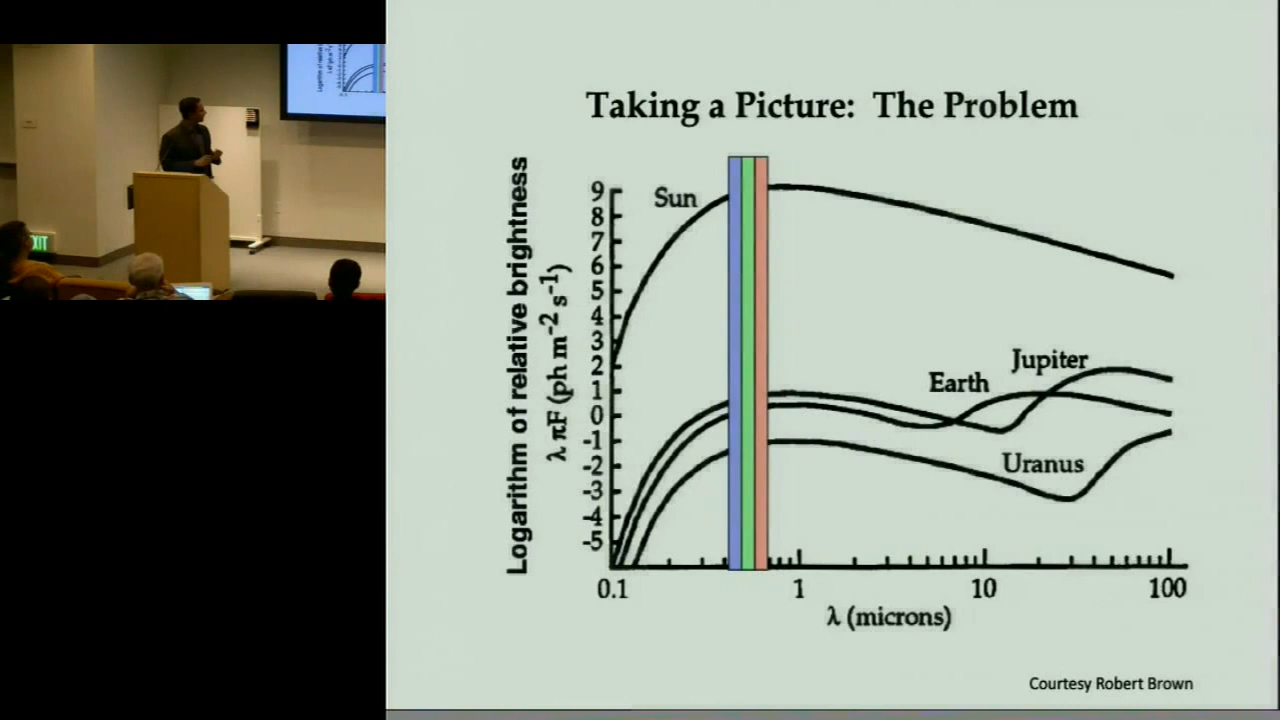 Taking a Picture: The Problem
Logarithm of relative brightness
λ πF (ph m⁻² s⁻¹)
9
8
7
6
5
4
3
2
1
0
-1
-2
-3
-4
-5
Sun
Jupiter
Earth
Uranus
0.1 1 10 100
λ (microns)
Courtesy Robert Brown
EXIT